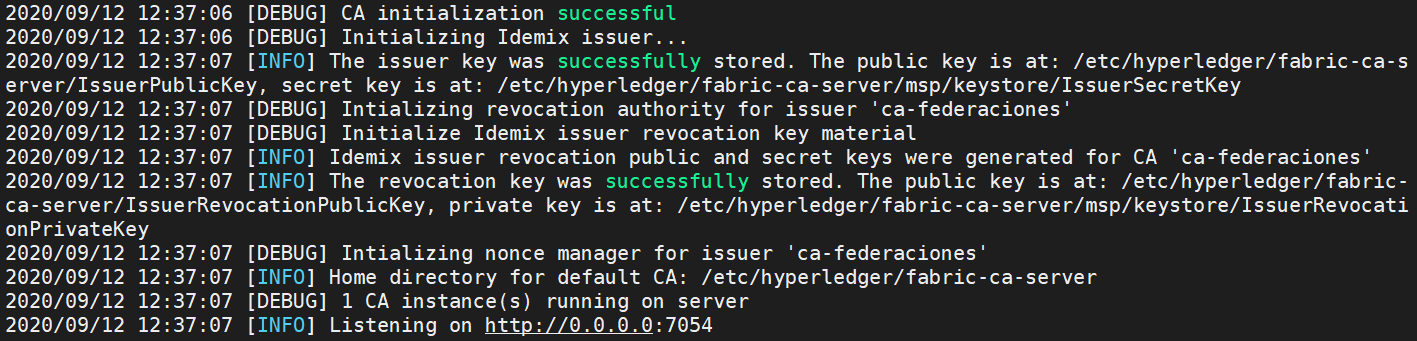 2020/09/12 12:37:06 [DEBUG] CA initialization successful
2020/09/12 12:37:06 [DEBUG] Initializing Idemix issuer...
2020/09/12 12:37:07 [INFO] The issuer key was successfully stored. The public key is at: /etc/hyperledger/fabric-ca-s
erver/IssuerPublicKey, secret key is at: /etc/hyperledger/fabric-ca-server/msp/keystore/IssuerSecretKey
2020/09/12 12:37:07 [DEBUG] Intializing revocation authority for issuer 'ca-federaciones'
2020/09/12 12:37:07 [DEBUG] Initialize Idemix issuer revocation key material
2020/09/12 12:37:07 [INFO] Idemix issuer revocation public and secret keys were generated for CA 'ca-federaciones'
2020/09/12 12:37:07 [INFO] The revocation key was successfully stored. The public key is at: /etc/hyperledger/fabric-
ca-server/IssuerRevocationPublicKey, private key is at: /etc/hyperledger/fabric-ca-server/msp/keystore/IssuerRevocati
onPrivateKey
2020/09/12 12:37:07 [DEBUG] Intializing nonce manager for issuer 'ca-federaciones'
2020/09/12 12:37:07 [INFO] Home directory for default CA: /etc/hyperledger/fabric-ca-server
2020/09/12 12:37:07 [DEBUG] 1 CA instance(s) running on server
2020/09/12 12:37:07 [INFO] Listening on http://0.0.0.0:7054